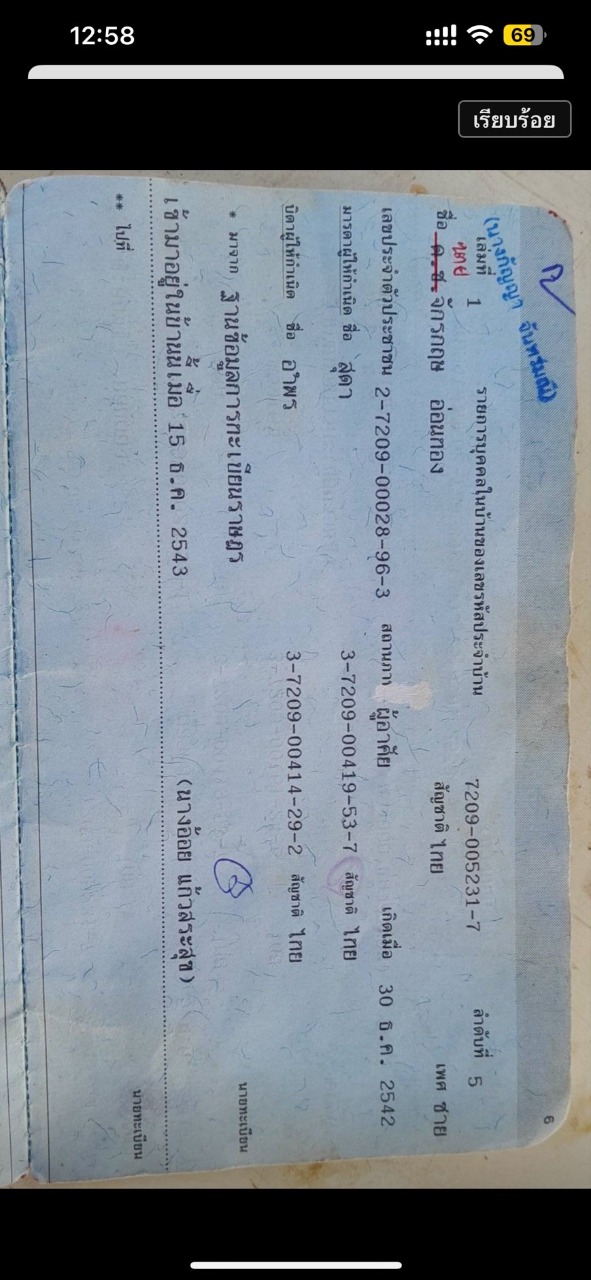 12:58
69
เรียบร้อย
6
(นางกัญญา จันทร์มณี)
เล่มที่ 1 รายการบุคคลในบ้านของเลขรหัสประจำบ้าน 7209-005231-7 ลำดับที่ 5
นาย
ชื่อ ด.ช.จักรกฤษ อ่อนทอง สัญชาติ ไทย เพศ ชาย
เลขประจำตัวประชาชน 2-7209-00028-96-3 สถานภา ผู้อาศัย เกิดเมื่อ 30 ธ.ค. 2542
มารดาผู้ให้กำเนิด ชื่อ สุดา 3-7209-00419-53-7 สัญชาติ ไทย
บิดาผู้ให้กำเนิด ชื่อ อำพร 3-7209-00414-29-2 สัญชาติ ไทย
* มาจาก ฐานข้อมูลการทะเบียนราษฎร นายทะเบียน
เข้ามาอยู่ในบ้านนี้เมื่อ 15 ธ.ค. 2543 (นางอ้อย แก้วสระสุข)
** ไปที่ นายทะเบียน